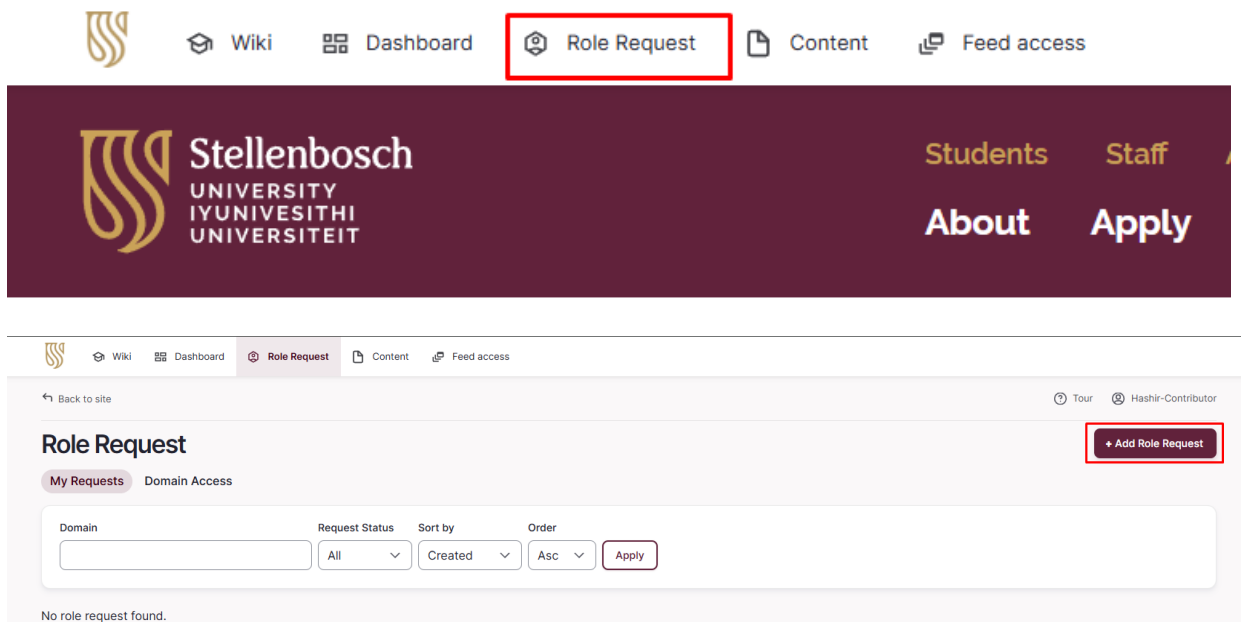 Wiki Dashboard Role Request Content Feed access
Stellenbosch
UNIVERSITY
IYUNIVESITHI
UNIVERSITEIT
Students Staff
About Apply
Wiki Dashboard Role Request Content Feed access
Back to site
Tour Hashir-Contributor
Role Request
+ Add Role Request
My Requests Domain Access
Domain Request Status Sort by Order
All Created Asc Apply
No role request found.